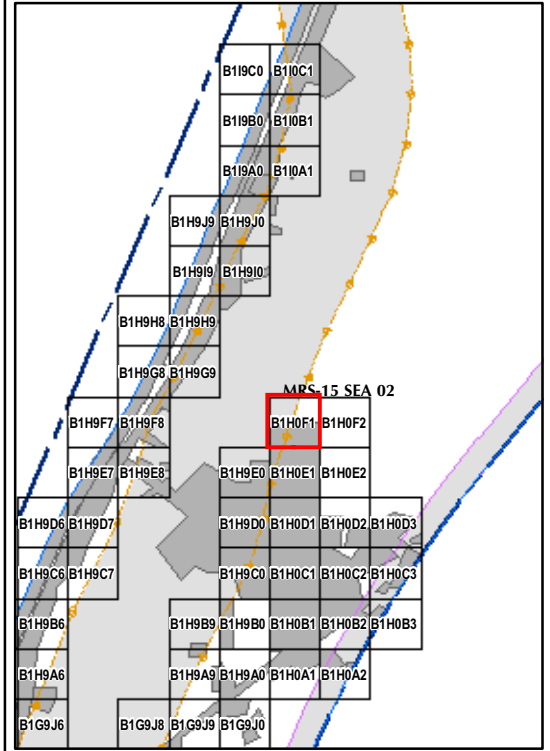 B1I9C0 B1I0C1
B1I9B0 B1I0B1
B1I9A0 B1I0A1
B1H9J9 B1H9J0
B1H9I9 B1H9I0
B1H9H8 B1H9H9
B1H9G8 B1H9G9
MRS-15 SEA 02
B1H9F7 B1H9F8 B1H0F1 B1H0F2
B1H9E7 B1H9E8 B1H9E0 B1H0E1 B1H0E2
B1H9D6 B1H9D7 B1H9D0 B1H0D1 B1H0D2 B1H0D3
B1H9C6 B1H9C7 B1H9C0 B1H0C1 B1H0C2 B1H0C3
B1H9B6 B1H9B9 B1H9B0 B1H0B1 B1H0B2 B1H0B3
B1H9A6 B1H9A9 B1H9A0 B1H0A1 B1H0A2
B1G9J6 B1G9J8 B1G9J9 B1G9J0